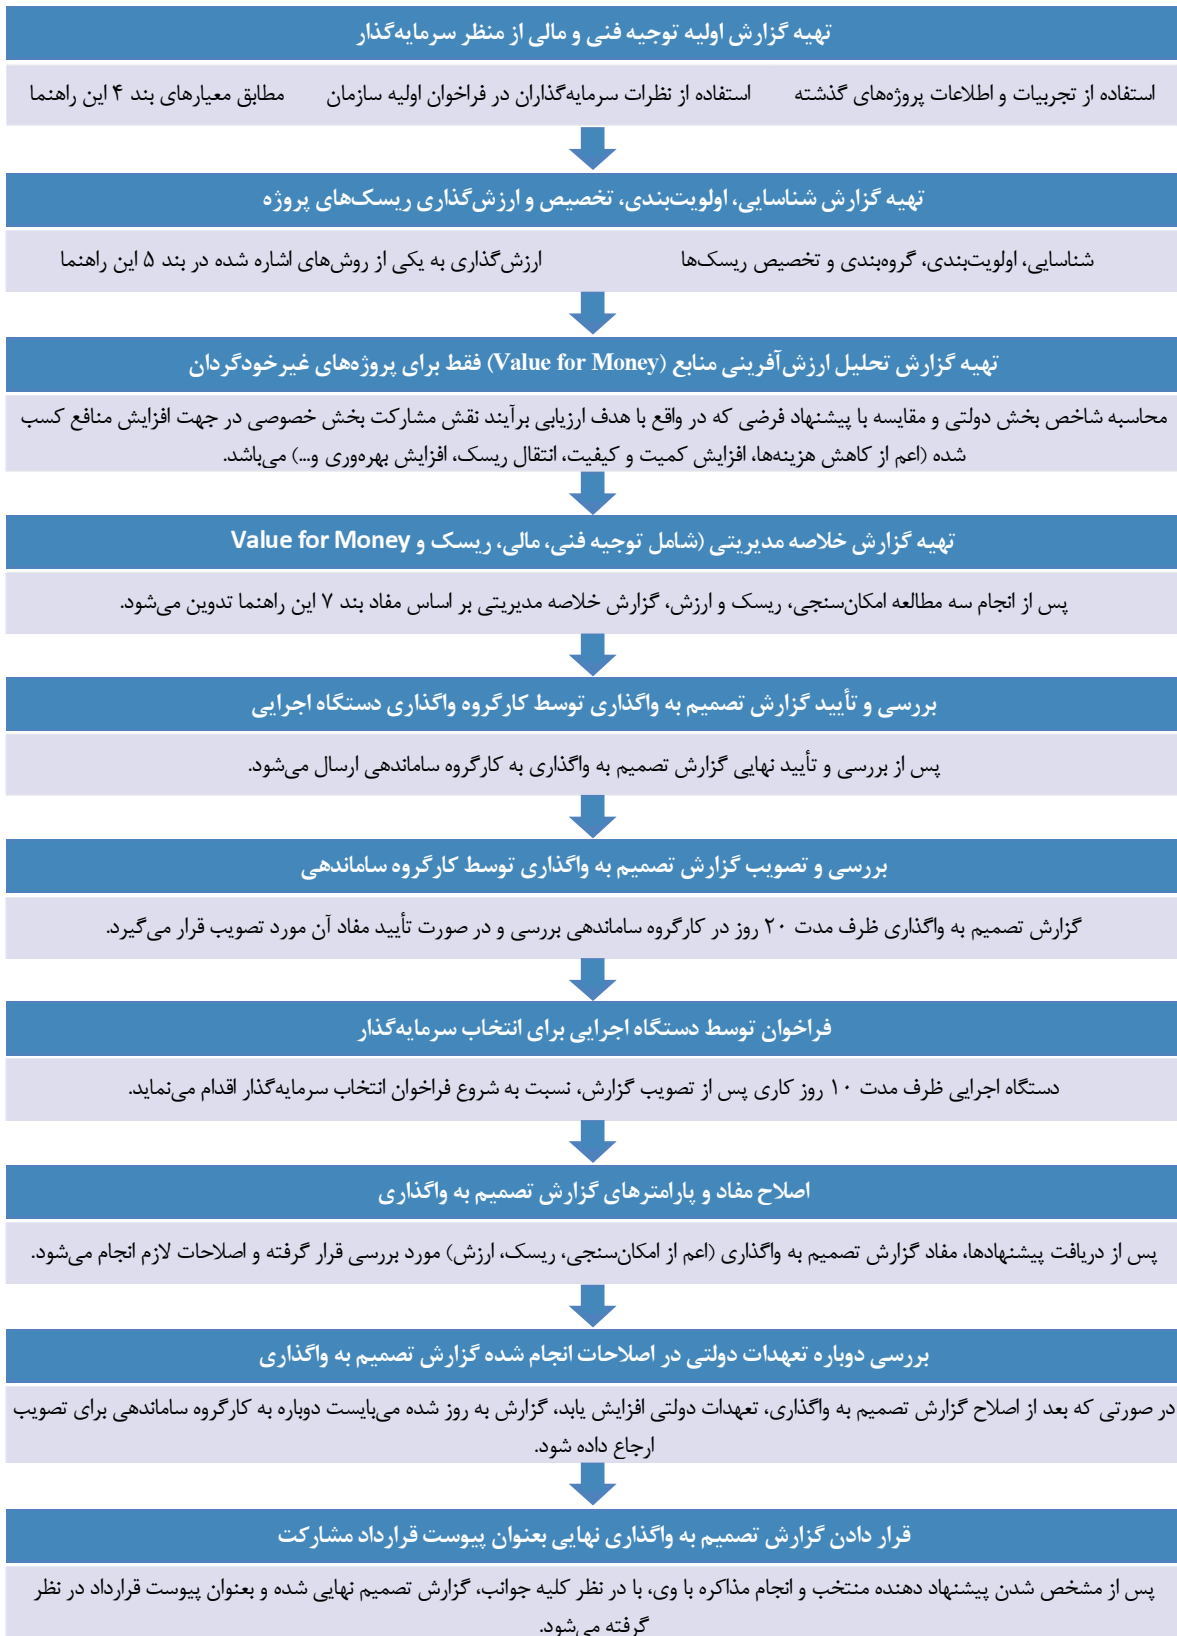 تهیه گزارش اولیه توجیه فنی و مالی از منظر سرمایه‌گذار
استفاده از تجربیات و اطلاعات پروژه‌های گذشته استفاده از نظرات سرمایه‌گذاران در فراخوان اولیه سازمان مطابق معیارهای بند ۴ این راهنما
تهیه گزارش شناسایی، اولویت‌بندی، تخصیص و ارزش‌گذاری ریسک‌های پروژه
شناسایی، اولویت‌بندی، گروه‌بندی و تخصیص ریسک‌ها ارزش‌گذاری به یکی از روش‌های اشاره شده در بند ۵ این راهنما
تهیه گزارش تحلیل ارزش‌آفرینی منابع (Value for Money) فقط برای پروژه‌های غیرخودگردان
محاسبه شاخص بخش دولتی و مقایسه با پیشنهاد فرضی که در واقع با هدف ارزیابی برآیند نقش مشارکت بخش خصوصی در جهت افزایش منافع کسب
شده (اعم از کاهش هزینه‌ها، افزایش کمیت و کیفیت، انتقال ریسک، افزایش بهره‌وری و...) می‌باشد.
تهیه گزارش خلاصه مدیریتی (شامل توجیه فنی، مالی، ریسک و Value for Money
پس از انجام سه مطالعه امکان‌سنجی، ریسک و ارزش، گزارش خلاصه مدیریتی بر اساس مفاد بند ۷ این راهنما تدوین می‌شود.
بررسی و تأیید گزارش تصمیم به واگذاری توسط کارگروه واگذاری دستگاه اجرایی
پس از بررسی و تأیید نهایی گزارش تصمیم به واگذاری به کارگروه ساماندهی ارسال می‌شود.
بررسی و تصویب گزارش تصمیم به واگذاری توسط کارگروه ساماندهی
گزارش تصمیم به واگذاری ظرف مدت ۲۰ روز در کارگروه ساماندهی بررسی و در صورت تأیید مفاد آن مورد تصویب قرار می‌گیرد.
فراخوان توسط دستگاه اجرایی برای انتخاب سرمایه‌گذار
دستگاه اجرایی ظرف مدت ۱۰ روز کاری پس از تصویب گزارش، نسبت به شروع فراخوان انتخاب سرمایه‌گذار اقدام می‌نماید.
اصلاح مفاد و پارامترهای گزارش تصمیم به واگذاری
پس از دریافت پیشنهادها، مفاد گزارش تصمیم به واگذاری (اعم از امکان‌سنجی، ریسک، ارزش) مورد بررسی قرار گرفته و اصلاحات لازم انجام می‌شود.
بررسی دوباره تعهدات دولتی در اصلاحات انجام شده گزارش تصمیم به واگذاری
در صورتی که بعد از اصلاح گزارش تصمیم به واگذاری، تعهدات دولتی افزایش یابد، گزارش به روز شده می‌بایست دوباره به کارگروه ساماندهی برای تصویب
ارجاع داده شود.
قرار دادن گزارش تصمیم به واگذاری نهایی بعنوان پیوست قرارداد مشارکت
پس از مشخص شدن پیشنهاد دهنده منتخب و انجام مذاکره با وی، با در نظر کلیه جوانب، گزارش تصمیم نهایی شده و بعنوان پیوست قرارداد در نظر
گرفته می‌شود.